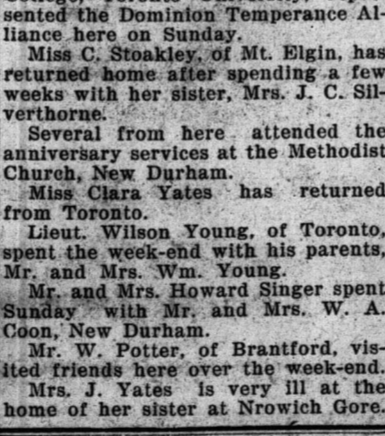 sented the Dominion Temperance Al-
liance here on Sunday.
Miss C. Stoakley, of Mt. Elgin, has
returned home after spending a few
weeks with her sister, Mrs. J. C. Sil-
verthorne.
Several from here attended the
anniversary services at the Methodist
Church, New Durham.
Miss Clara Yates has returned
from Toronto.
Lieut. Wilson Young, of Toronto,
spent the week-end with his parents,
Mr. and Mrs. Wm. Young.
Mr. and Mrs. Howard Singer spent
Sunday with Mr. and Mrs. W. A.
Coon, New Durham.
Mr. W. Potter, of Brantford, vis-
ited friends here over the week-end.
Mrs. J. Yates is very ill at the
home of her sister at Nrowich Gore.